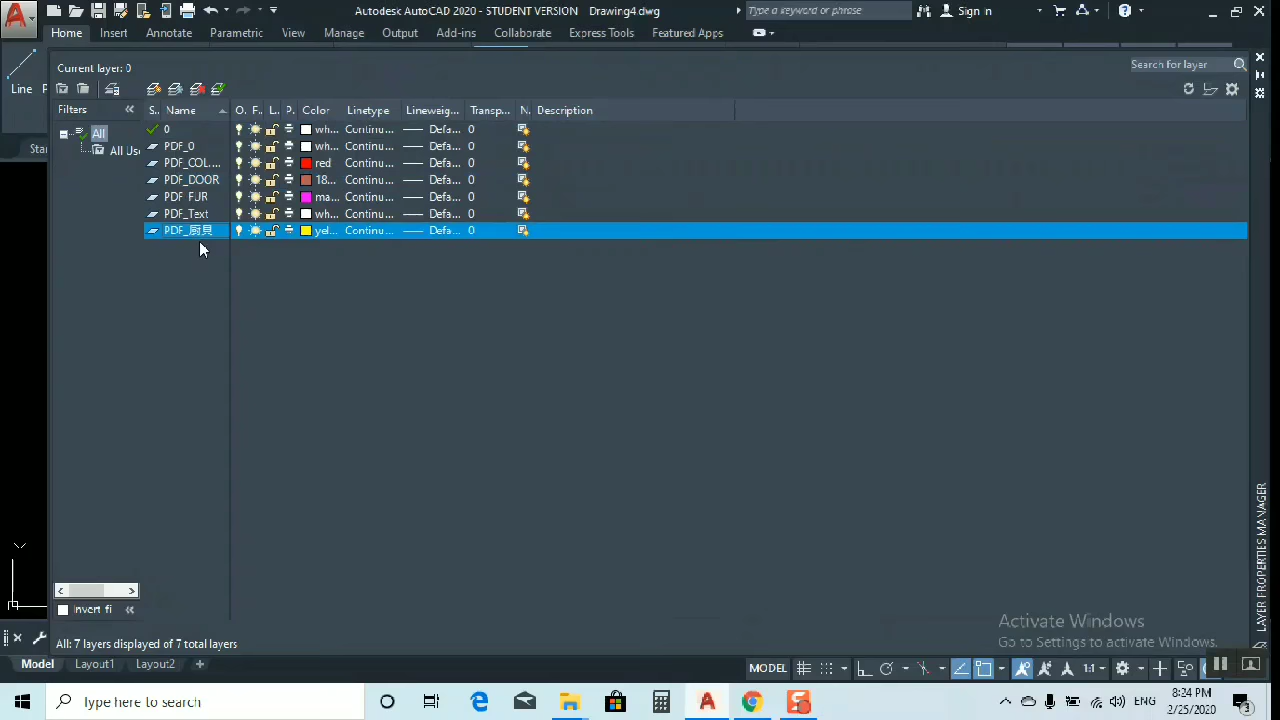 Autodesk AutoCAD 2020 - STUDENT VERSION Drawing4.dwg
Type a keyword or phrase
Sign In
Home Insert Annotate Parametric View Manage Output Add-ins Collaborate Express Tools Featured Apps
Line
Current layer: 0
Search for layer
Filters
S.. Name O. F.. L.. P.. Color Linetype Lineweig... Transp... N.. Description
0 wh... Continu... Defa... 0
PDF_0 wh... Continu... Defa... 0
PDF_COL... red Continu... Defa... 0
PDF_DOOR 18... Continu... Defa... 0
PDF_FUR ma... Continu... Defa... 0
PDF_Text wh... Continu... Defa... 0
PDF_厨具 yel... Continu... Defa... 0
All
All Use
Star
Invert fi
All: 7 layers displayed of 7 total layers
LAYER PROPERTIES MANAGER
Activate Windows
Go to Settings to activate Windows.
Model Layout1 Layout2
MODEL
1:1
Type here to search
ENG
8:24 PM
2/25/2020
3